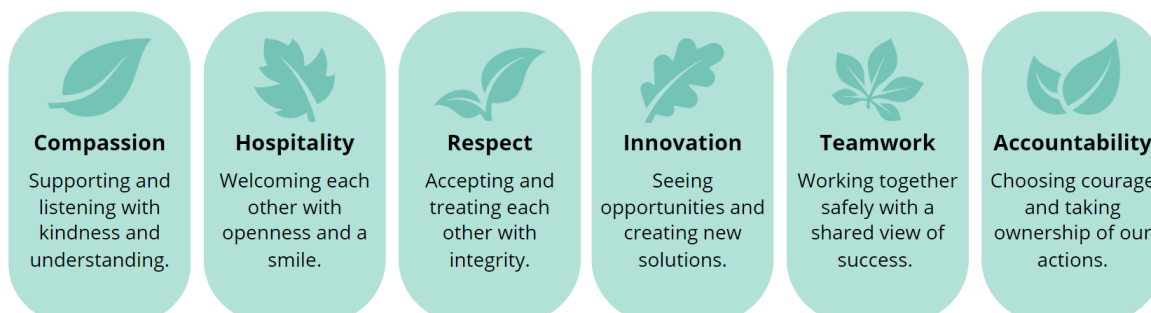 Compassion
Supporting and
listening with
kindness and
understanding.
Hospitality
Welcoming each
other with
openness and a
smile.
Respect
Accepting and
treating each
other with
integrity.
Innovation
Seeing
opportunities and
creating new
solutions.
Teamwork
Working together
safely with a
shared view of
success.
Accountability
Choosing courage
and taking
ownership of our
actions.